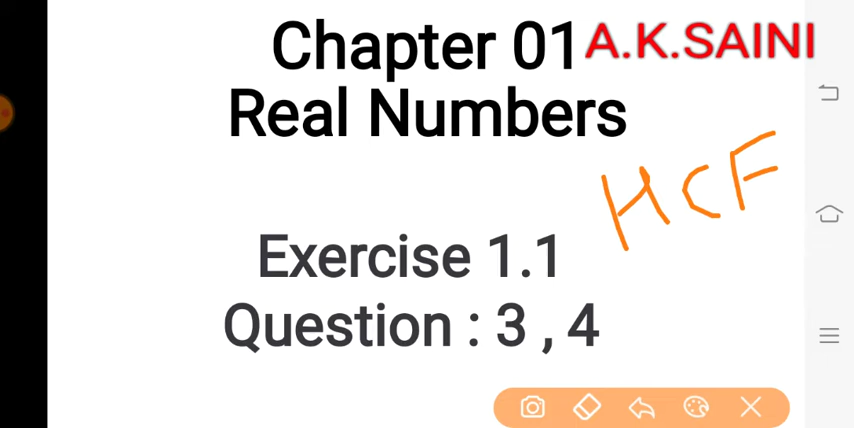 Chapter 01
A.K.SAINI
Real Numbers
HCF
Exercise 1.1
Question : 3 , 4